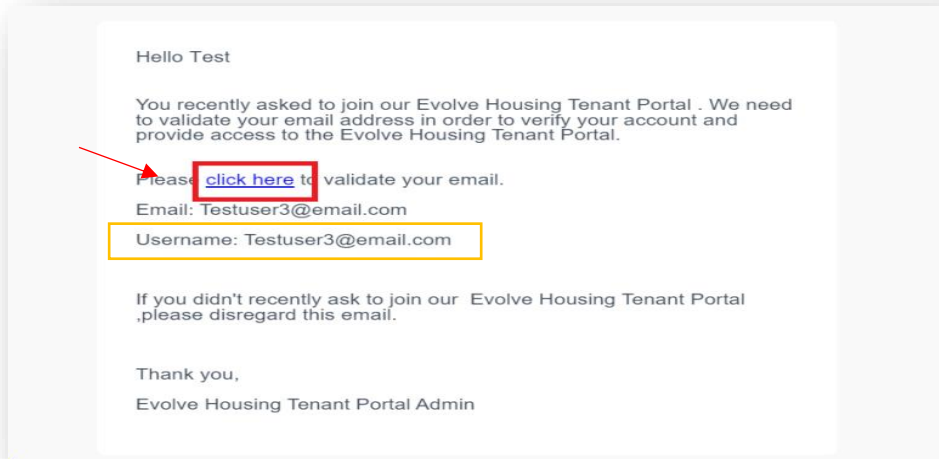 Hello Test
You recently asked to join our Evolve Housing Tenant Portal . We need
to validate your email address in order to verify your account and
provide access to the Evolve Housing Tenant Portal.
Please click here to validate your email.
Email: Testuser3@email.com
Username: Testuser3@email.com
If you didn't recently ask to join our  Evolve Housing Tenant Portal
,please disregard this email.
Thank you,
Evolve Housing Tenant Portal Admin